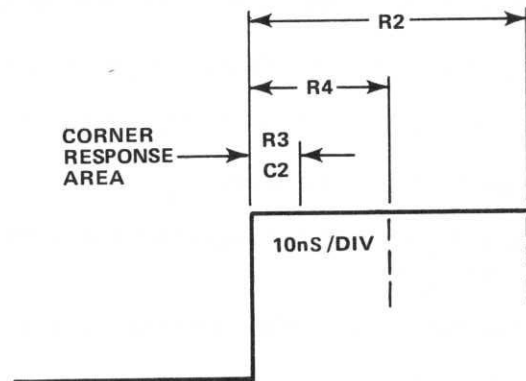 R2
R4
CORNER
RESPONSE
AREA
R3
C2
10nS/DIV